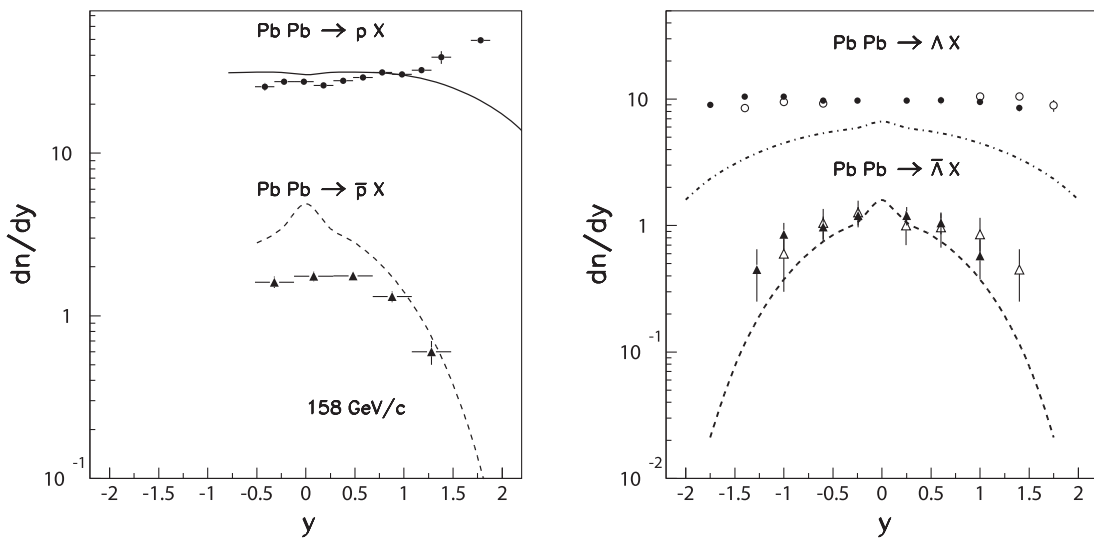 Pb Pb → p X
10
Pb Pb → p̅ X
dn/dy
1
158 GeV/c
10⁻¹
-2 -1.5 -1 -0.5 0 0.5 1 1.5 2
y
Pb Pb → Λ X
10
Pb Pb → Λ̅ X
dn/dy
1
10⁻¹
10⁻²
-2 -1.5 -1 -0.5 0 0.5 1 1.5 2
y